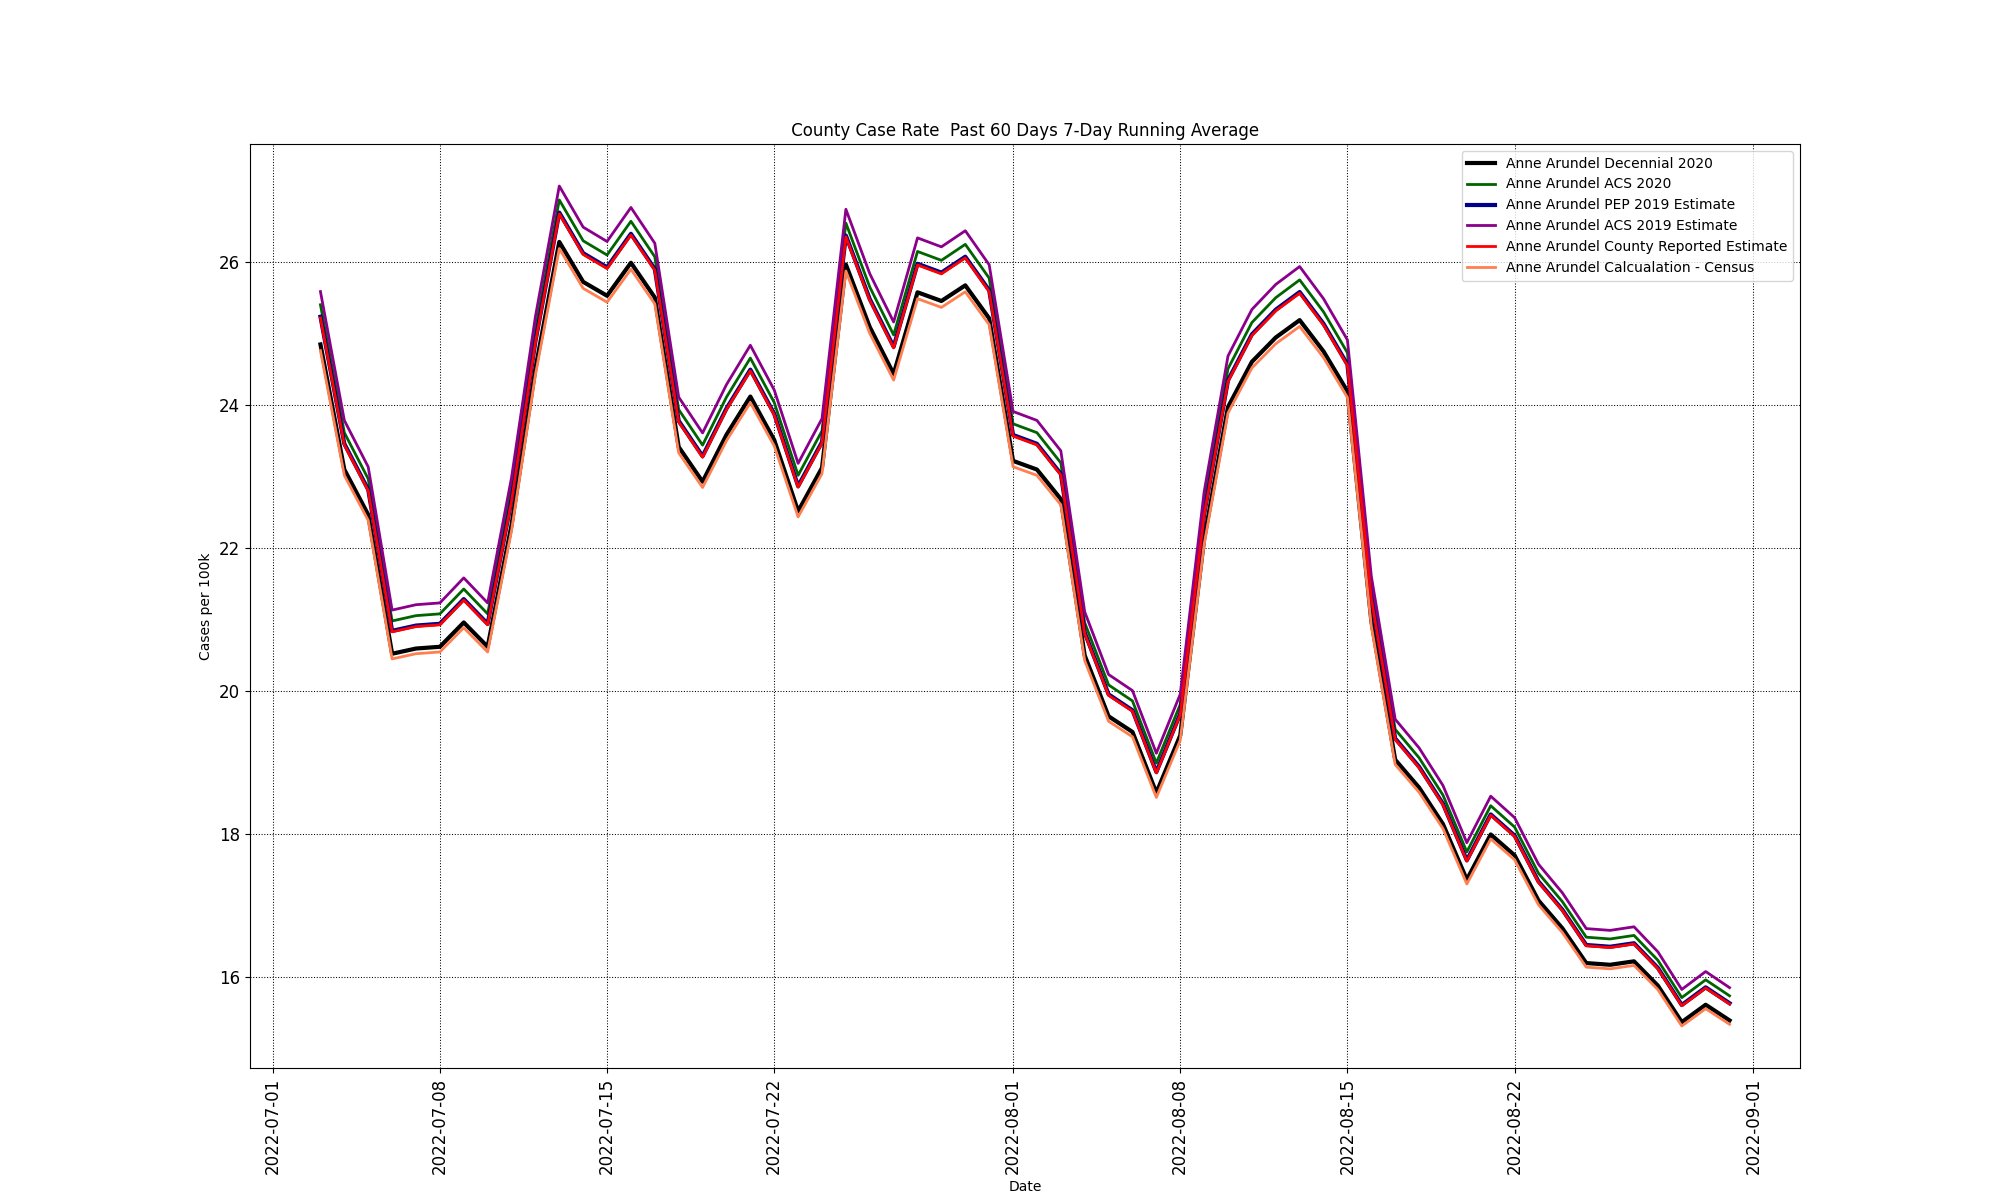 County Case Rate  Past 60 Days 7-Day Running Average
Anne Arundel Decennial 2020
Anne Arundel ACS 2020
Anne Arundel PEP 2019 Estimate
Anne Arundel ACS 2019 Estimate
Anne Arundel County Reported Estimate
Anne Arundel Calcualation - Census
Cases per 100k
26
24
22
20
18
16
2022-07-01
2022-07-08
2022-07-15
2022-07-22
2022-08-01
2022-08-08
2022-08-15
2022-08-22
2022-09-01
Date